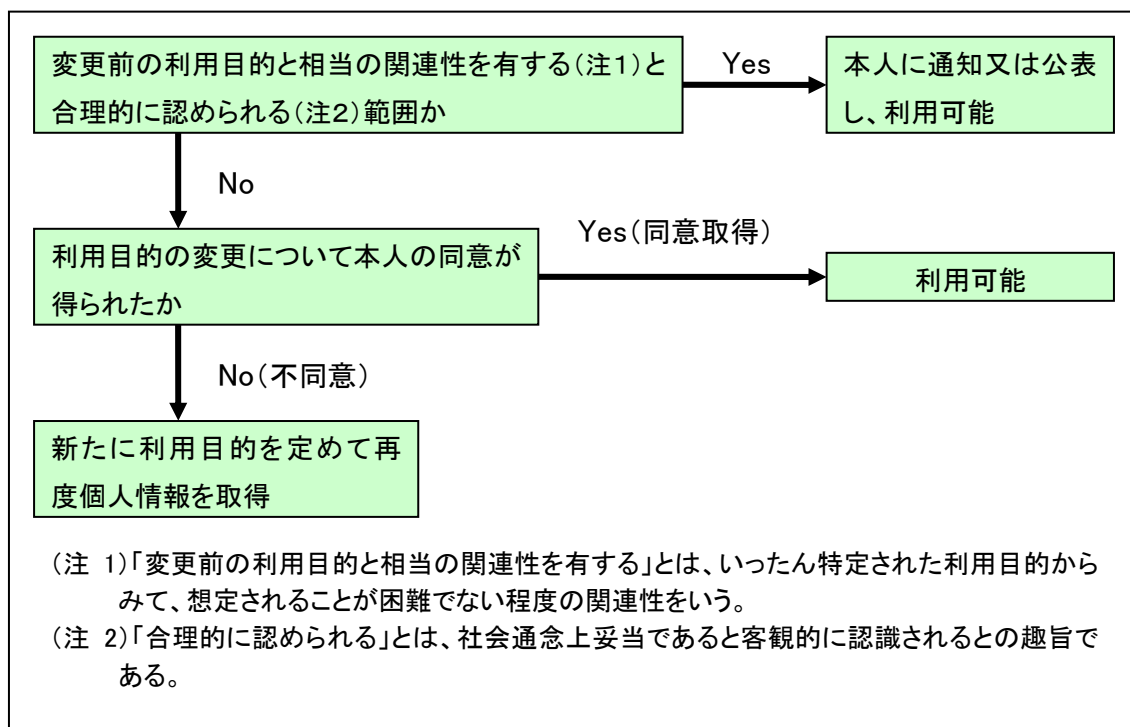 変更前の利用目的と相当の関連性を有する(注1)と
合理的に認められる(注2)範囲か
Yes
本人に通知又は公表
し、利用可能
No
利用目的の変更について本人の同意が
得られたか
Yes(同意取得)
利用可能
No(不同意)
新たに利用目的を定めて再
度個人情報を取得
(注 1)「変更前の利用目的と相当の関連性を有する」とは、いったん特定された利用目的から
みて、想定されることが困難でない程度の関連性をいう。
(注 2)「合理的に認められる」とは、社会通念上妥当であると客観的に認識されるとの趣旨で
ある。